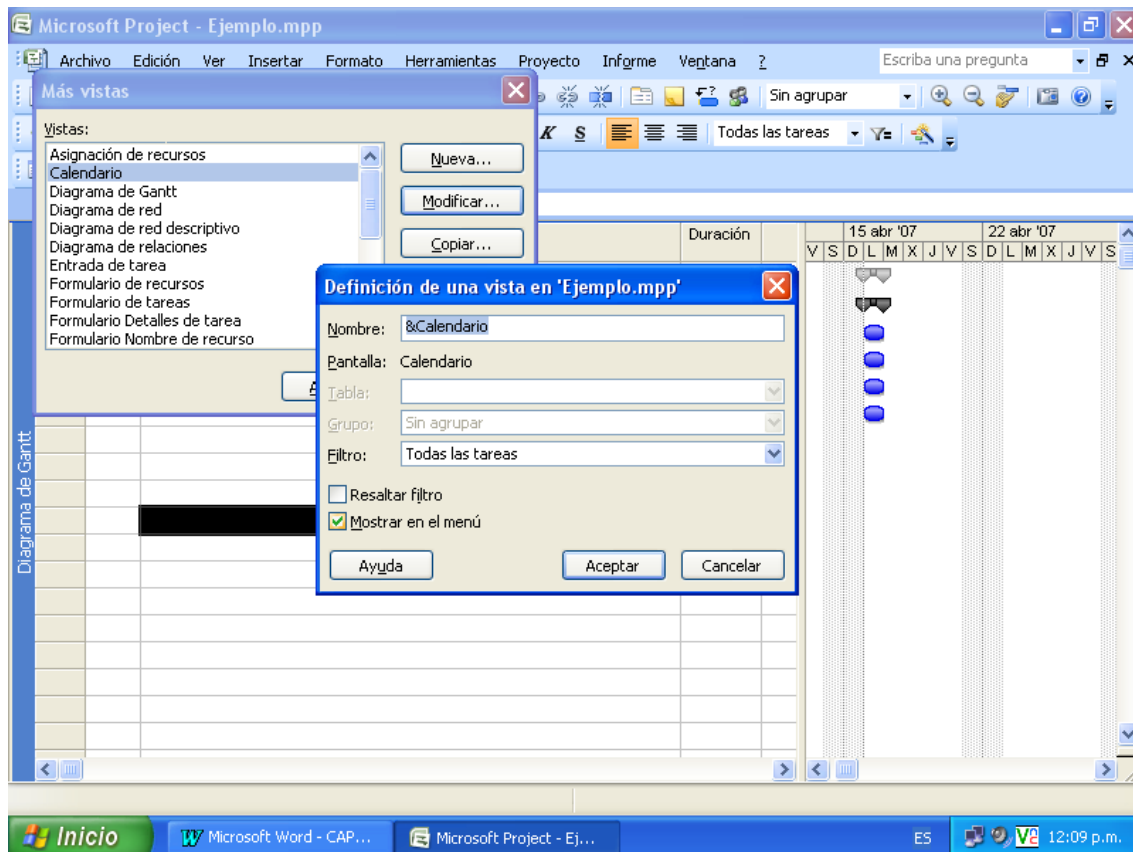 Microsoft Project - Ejemplo.mpp
Archivo Edición Ver Insertar Formato Herramientas Proyecto Informe Ventana ? Escriba una pregunta
Más vistas
Sin agrupar
K S Todas las tareas
Vistas:
Asignación de recursos
Calendario
Diagrama de Gantt
Diagrama de red
Diagrama de red descriptivo
Diagrama de relaciones
Entrada de tarea
Formulario de recursos
Formulario de tareas
Formulario Detalles de tarea
Formulario Nombre de recurso
Nueva...
Modificar...
Copiar...
Duración
15 abr '07 22 abr '07
V S D L M X J V S D L M X J V S
Definición de una vista en 'Ejemplo.mpp'
Nombre: &Calendario
Pantalla: Calendario
Tabla:
Grupo: Sin agrupar
Filtro: Todas las tareas
Resaltar filtro
Mostrar en el menú
Ayuda Aceptar Cancelar
Diagrama de Gantt
Inicio Microsoft Word - CAP... Microsoft Project - Ej... ES 12:09 p.m.